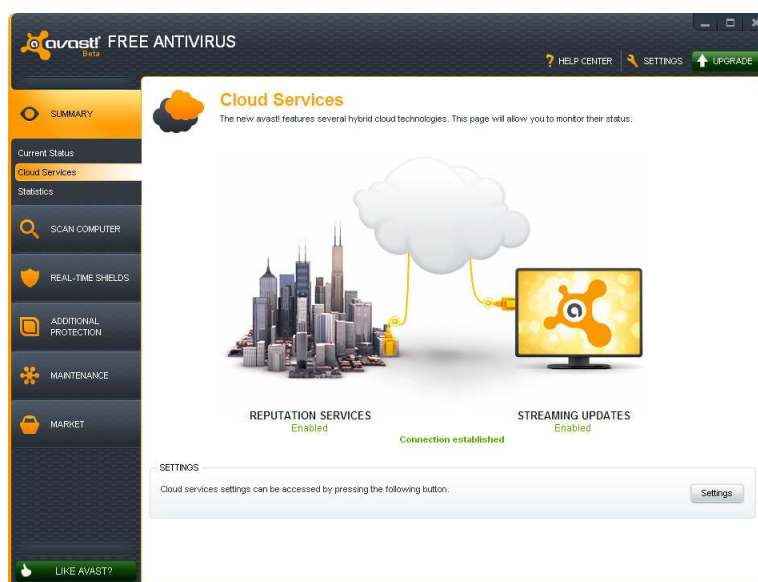 avast! FREE ANTIVIRUS
Beta
? HELP CENTER
SETTINGS
UPGRADE
SUMMARY
Current Status
Cloud Services
Statistics
SCAN COMPUTER
REAL-TIME SHIELDS
ADDITIONAL
PROTECTION
MAINTENANCE
MARKET
LIKE AVAST?
Cloud Services
The new avast! features several hybrid cloud technologies. This page will allow you to monitor their status.
a
REPUTATION SERVICES
Enabled
STREAMING UPDATES
Enabled
Connection established
SETTINGS
Cloud services settings can be accessed by pressing the following button.
Settings